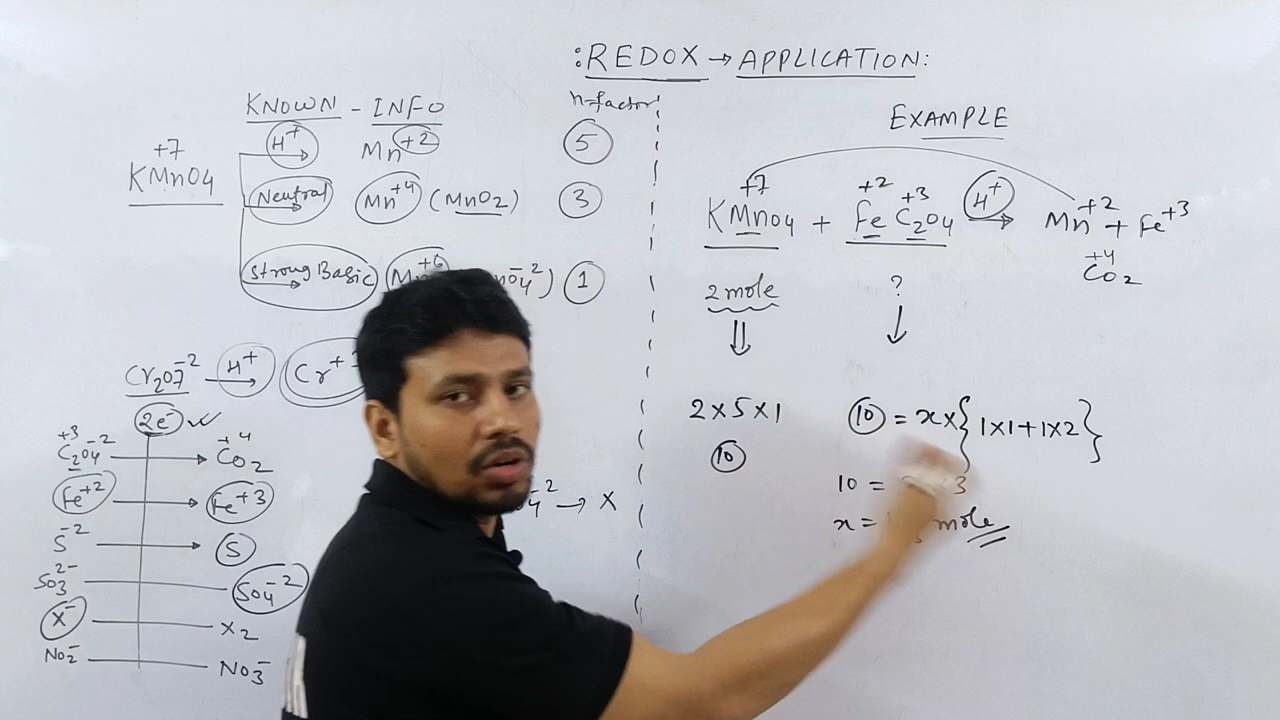 :REDOX → APPLICATION:
KNOWN - INFO
n-factor
+7
KMnO4
H+
Mn+2
5
Neutral
Mn+4 (MnO2)
3
Strong Basic
+6
1
Cr2O7-2 H+ Cr+
2e- ✓
+3 C2O4-2 → +4 CO2
Fe+2 → Fe+3
S-2 → S
SO3 2- SO4-2
X- X2
NO2- NO3-
→ X
EXAMPLE
+7 +2 +3 +2
KMnO4 + FeC2O4 H+ → Mn + Fe+3
+4
CO2
2 mole ?
2×5×1
10
10 = x×{1×1+1×2}
10 = 3
x = mole